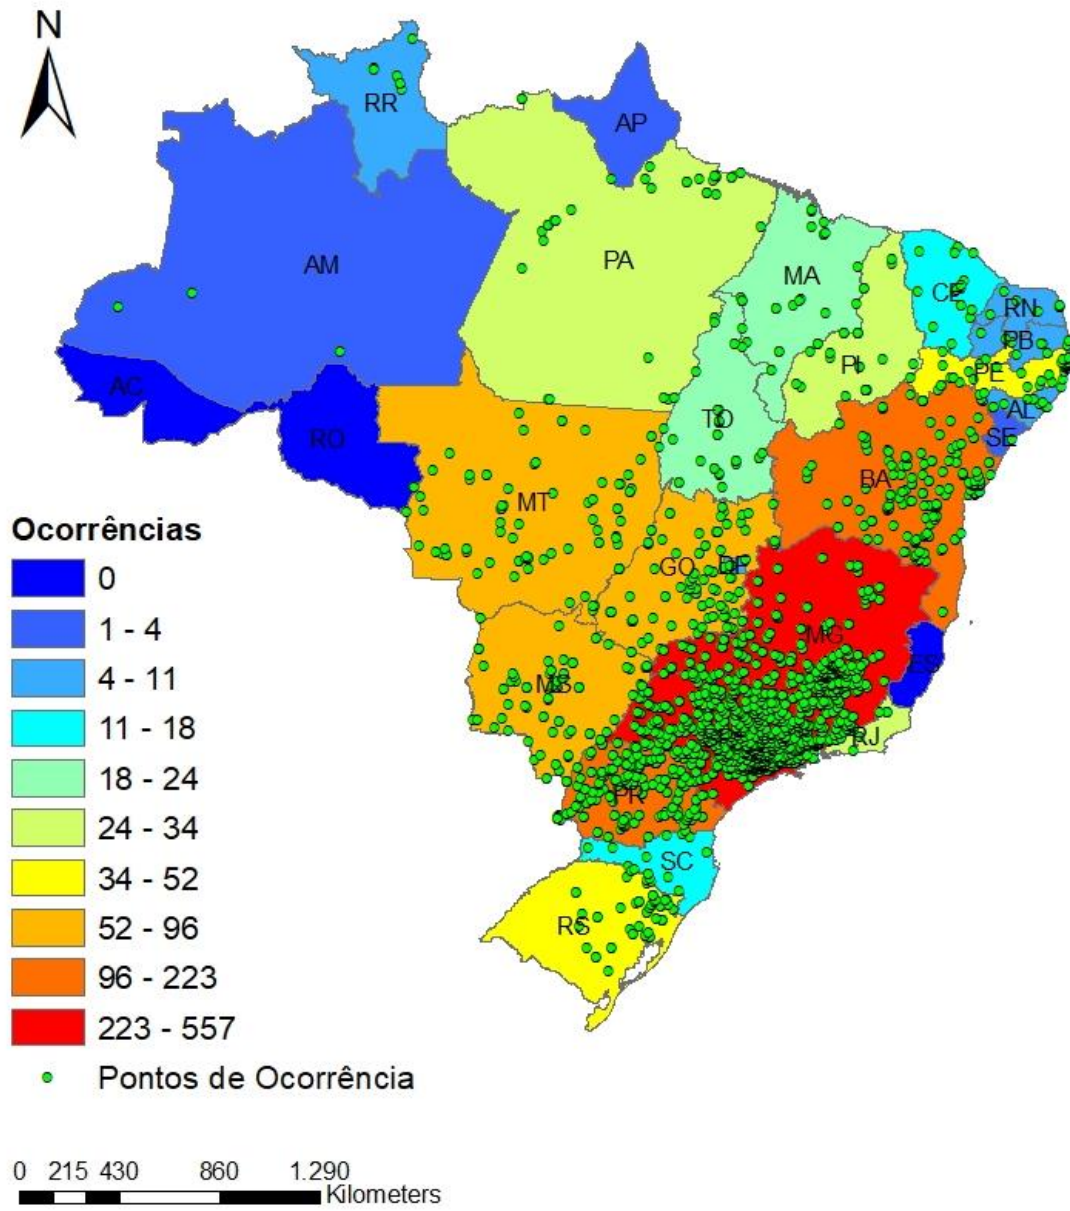 N
RR
AP
AM
PA
MA
CE
RN
PB
PE
PI
AC
AL
TO
SE
RO
BA
MT
GO
DF
MG
ES
MS
RJ
PR
SC
RS
Ocorrências
0
1 - 4
4 - 11
11 - 18
18 - 24
24 - 34
34 - 52
52 - 96
96 - 223
223 - 557
Pontos de Ocorrência
0 215 430 860 1.290
Kilometers